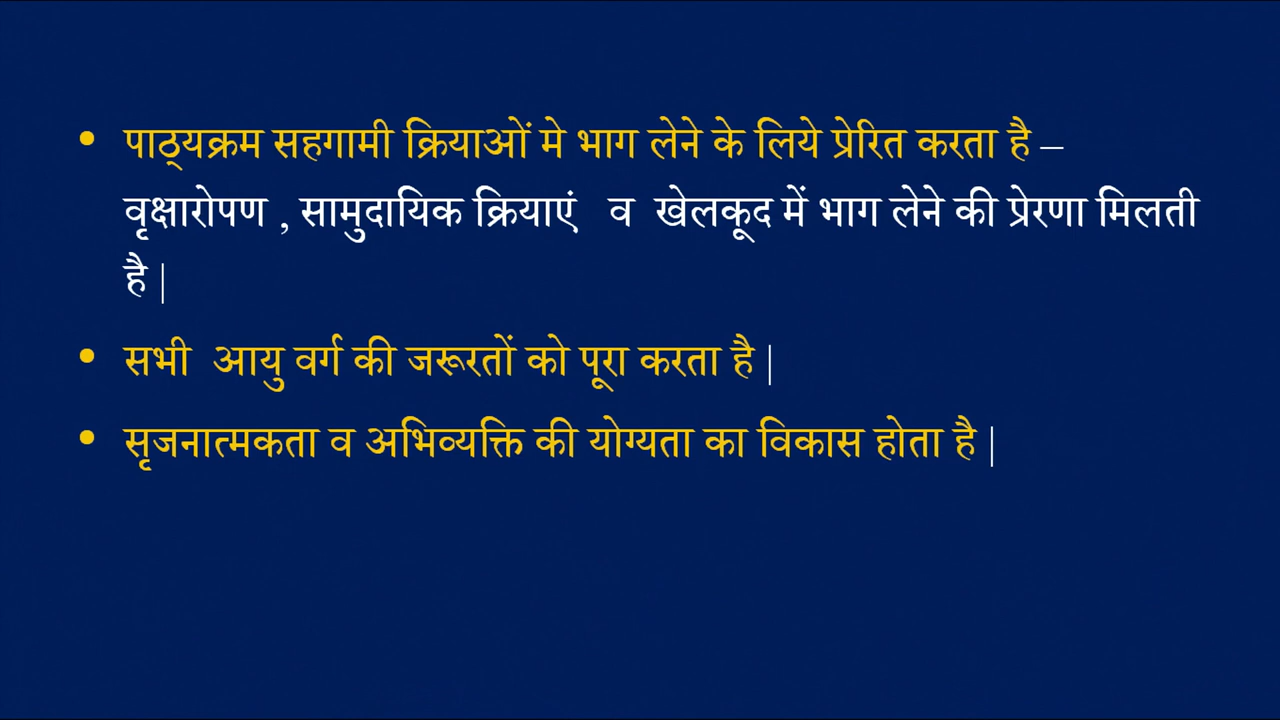 • पाठ्यक्रम सहगामी क्रियाओं मे भाग लेने के लिये प्रेरित करता है –
वृक्षारोपण , सामुदायिक क्रियाएं व खेलकूद में भाग लेने की प्रेरणा मिलती
है |
• सभी आयु वर्ग की जरूरतों को पूरा करता है |
• सृजनात्मकता व अभिव्यक्ति की योग्यता का विकास होता है |